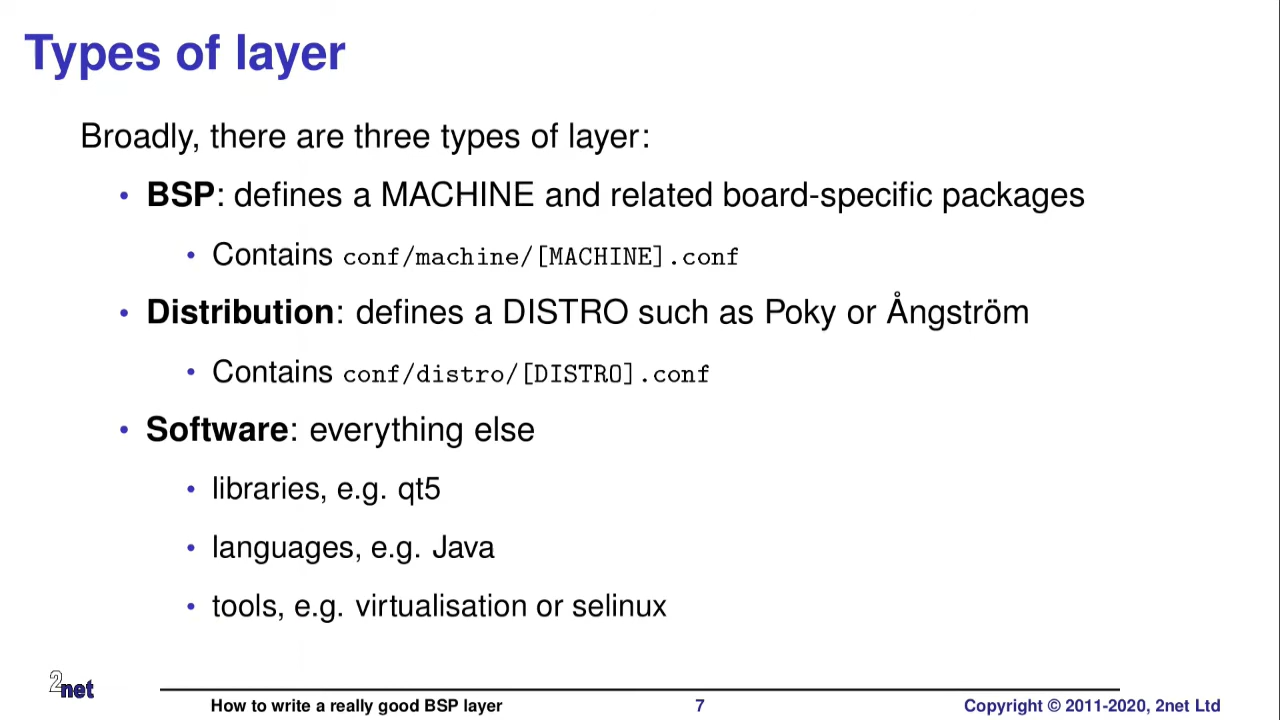 Types of layer
Broadly, there are three types of layer:
• BSP: defines a MACHINE and related board-specific packages
• Contains conf/machine/[MACHINE].conf
• Distribution: defines a DISTRO such as Poky or Ångström
• Contains conf/distro/[DISTRO].conf
• Software: everything else
• libraries, e.g. qt5
• languages, e.g. Java
• tools, e.g. virtualisation or selinux
2net
How to write a really good BSP layer 7 Copyright © 2011-2020, 2net Ltd